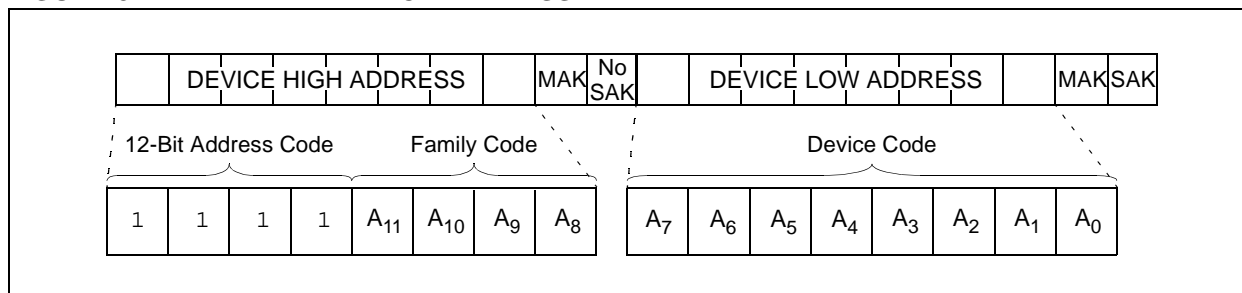 DEVICE HIGH ADDRESS MAK No SAK DEVICE LOW ADDRESS MAK SAK
12-Bit Address Code Family Code Device Code
1 1 1 1 A11 A10 A9 A8 A7 A6 A5 A4 A3 A2 A1 A0